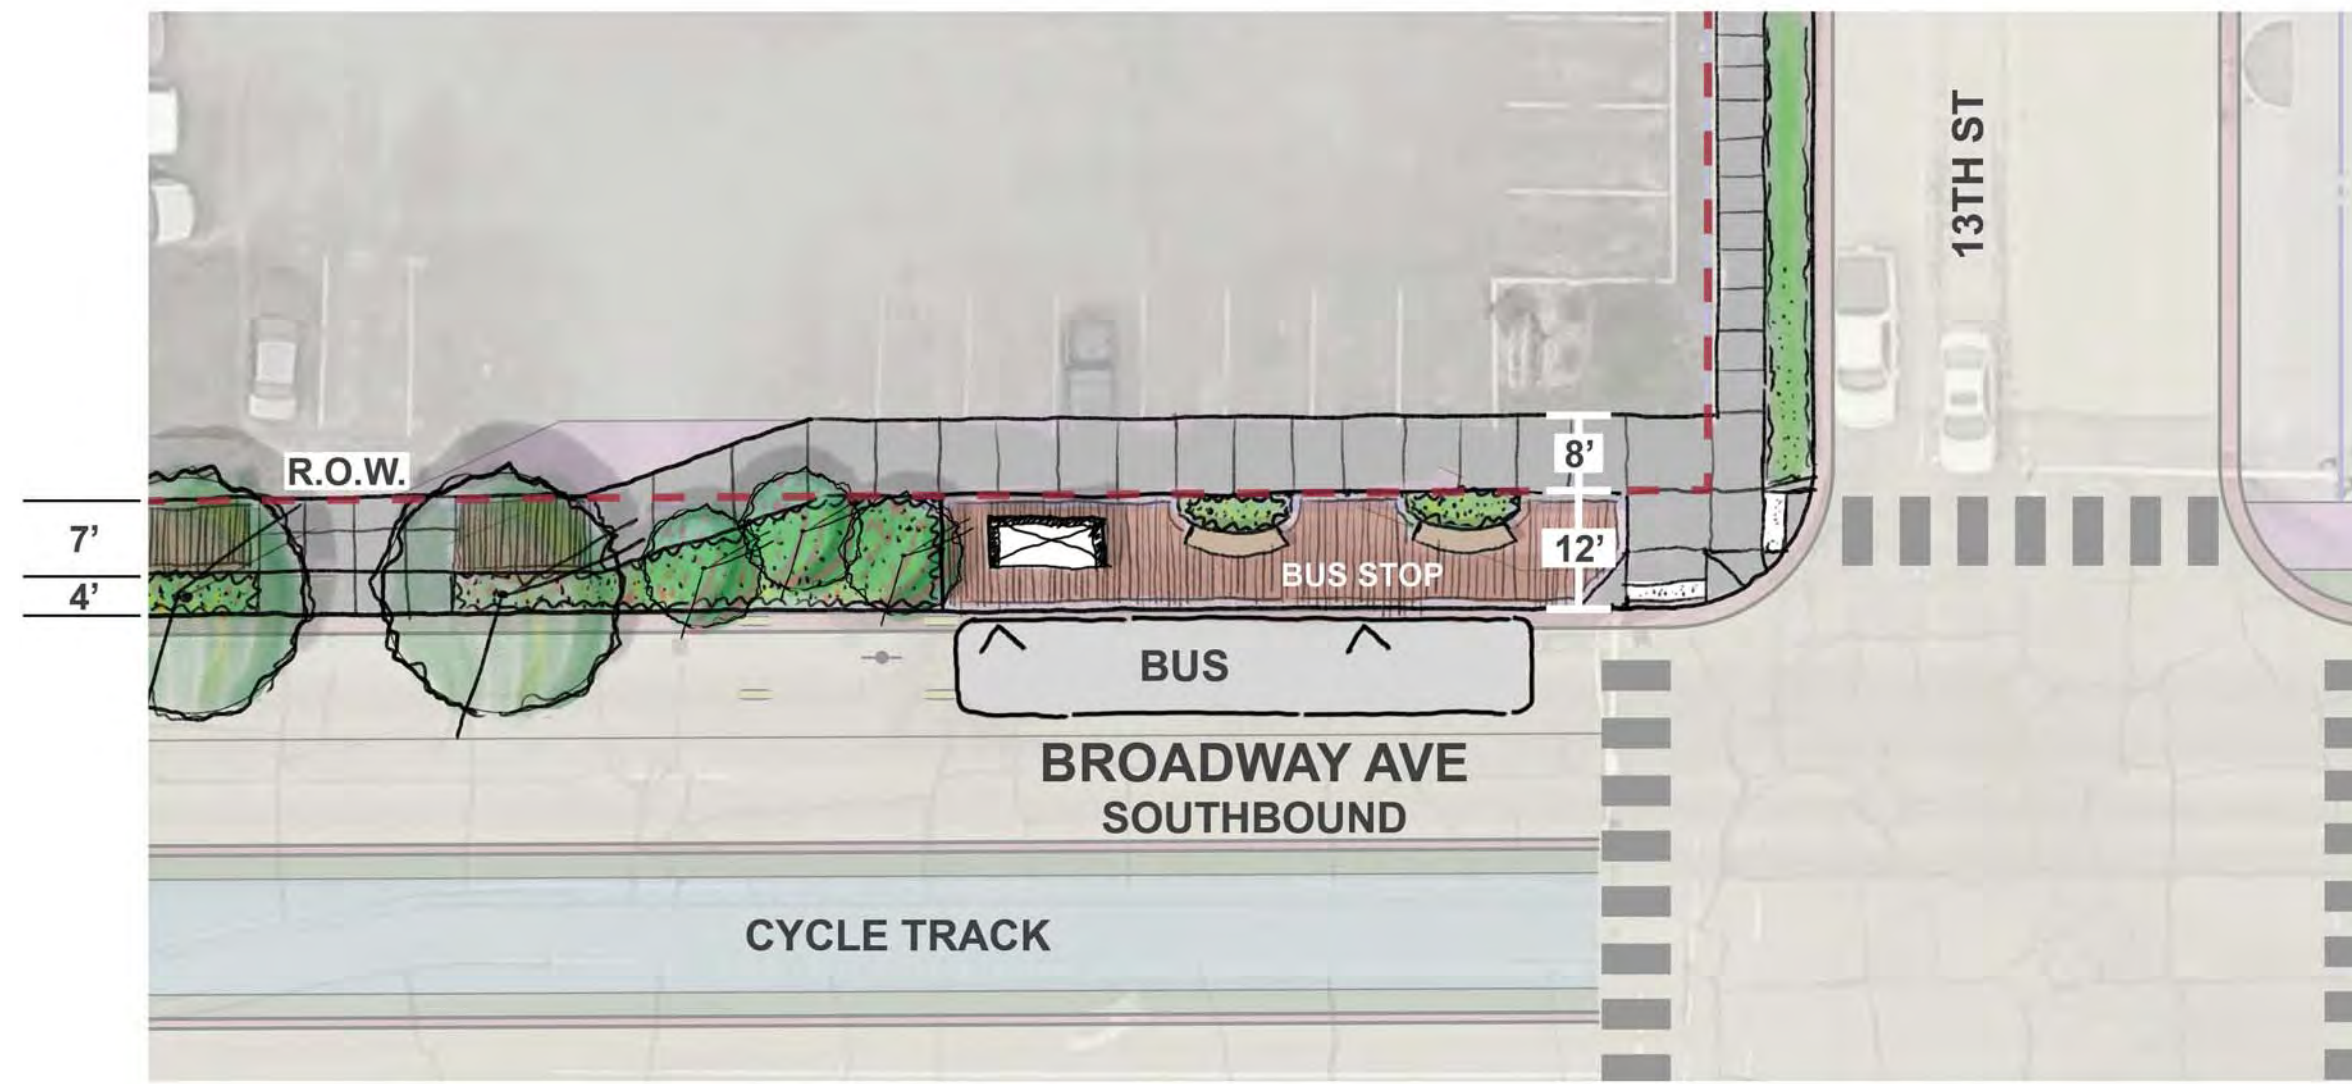 13TH ST
R.O.W.
8’
7’
12’
4’
BUS STOP
BUS
BROADWAY AVE
SOUTHBOUND
CYCLE TRACK